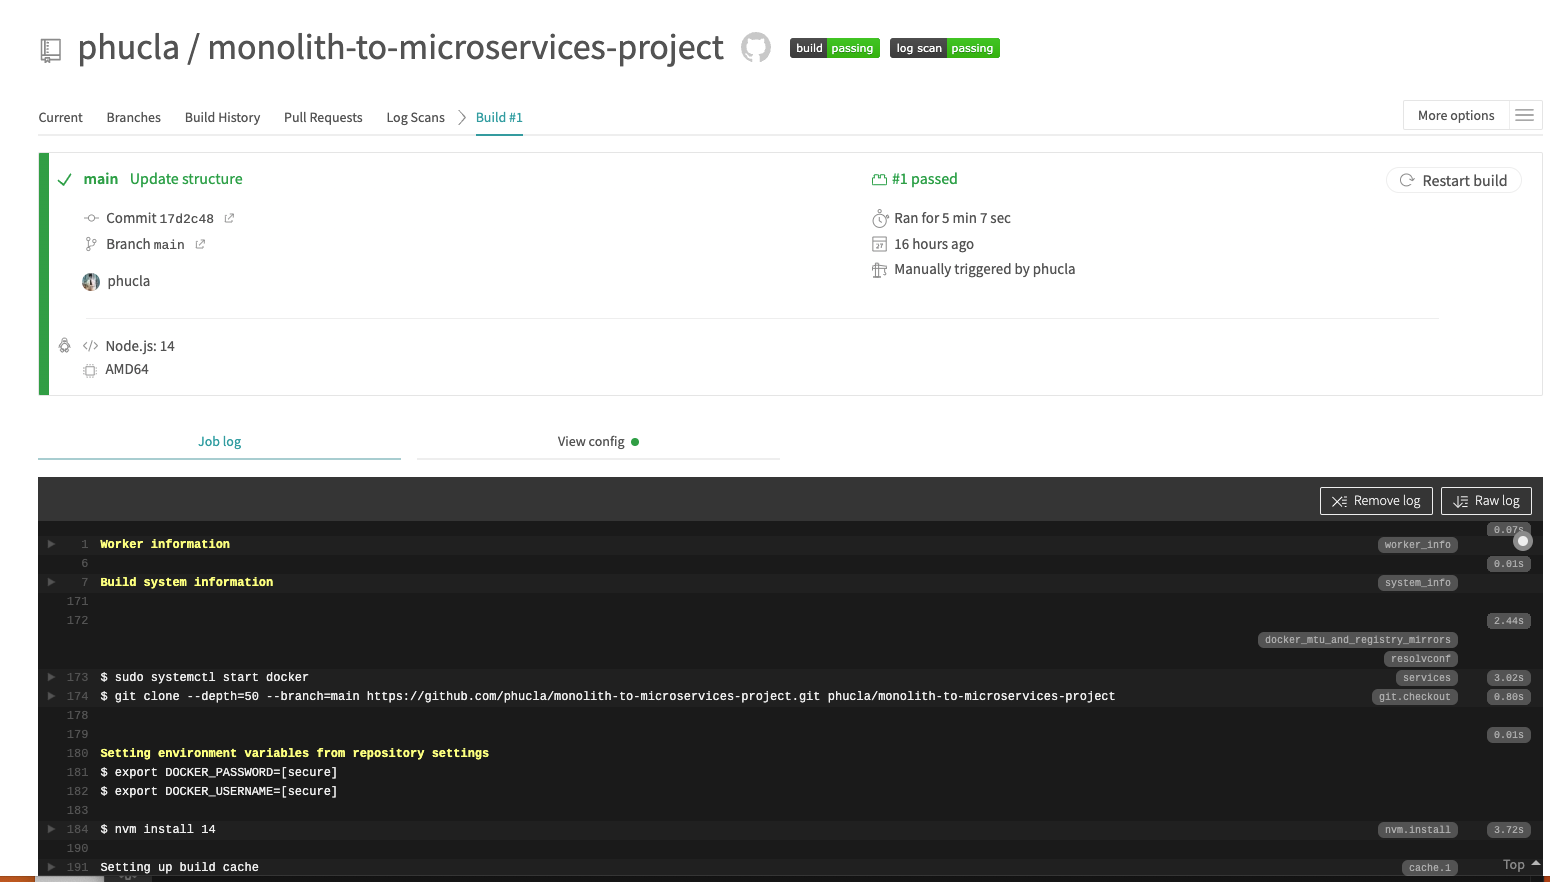 phucla / monolith-to-microservices-project build passing log scan passing
Current Branches Build History Pull Requests Log Scans Build #1 More options
main Update structure #1 passed Restart build
Commit 17d2c48 Ran for 5 min 7 sec
Branch main 16 hours ago
Manually triggered by phucla
phucla
Node.js: 14
AMD64
Job log View config
Remove log Raw log
0.07s
1 Worker information worker_info
6 0.01s
7 Build system information system_info
171
172 2.44s
docker_mtu_and_registry_mirrors
resolvconf
173 $ sudo systemctl start docker services 3.02s
174 $ git clone --depth=50 --branch=main https://github.com/phucla/monolith-to-microservices-project.git phucla/monolith-to-microservices-project git.checkout 0.80s
178
179 0.01s
180 Setting environment variables from repository settings
181 $ export DOCKER_PASSWORD=[secure]
182 $ export DOCKER_USERNAME=[secure]
183
184 $ nvm install 14 nvm.install 3.72s
190
191 Setting up build cache cache.1 Top